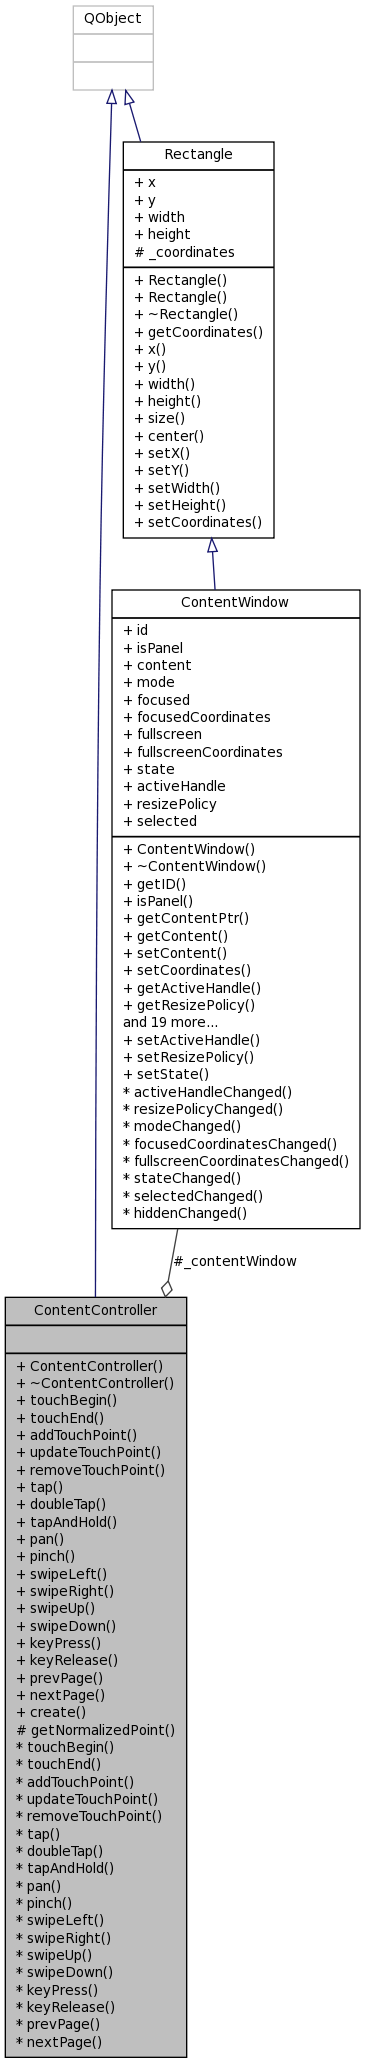 QObject
Rectangle
+ x
+ y
+ width
+ height
# _coordinates
+ Rectangle()
+ Rectangle()
+ ~Rectangle()
+ getCoordinates()
+ x()
+ y()
+ width()
+ height()
+ size()
+ center()
+ setX()
+ setY()
+ setWidth()
+ setHeight()
+ setCoordinates()
ContentWindow
+ id
+ isPanel
+ content
+ mode
+ focused
+ focusedCoordinates
+ fullscreen
+ fullscreenCoordinates
+ state
+ activeHandle
+ resizePolicy
+ selected
+ ContentWindow()
+ ~ContentWindow()
+ getID()
+ isPanel()
+ getContentPtr()
+ getContent()
+ setContent()
+ setCoordinates()
+ getActiveHandle()
+ getResizePolicy()
and 19 more...
+ setActiveHandle()
+ setResizePolicy()
+ setState()
* activeHandleChanged()
* resizePolicyChanged()
* modeChanged()
* focusedCoordinatesChanged()
* fullscreenCoordinatesChanged()
* stateChanged()
* selectedChanged()
* hiddenChanged()
#_contentWindow
ContentController
+ ContentController()
+ ~ContentController()
+ touchBegin()
+ touchEnd()
+ addTouchPoint()
+ updateTouchPoint()
+ removeTouchPoint()
+ tap()
+ doubleTap()
+ tapAndHold()
+ pan()
+ pinch()
+ swipeLeft()
+ swipeRight()
+ swipeUp()
+ swipeDown()
+ keyPress()
+ keyRelease()
+ prevPage()
+ nextPage()
+ create()
# getNormalizedPoint()
* touchBegin()
* touchEnd()
* addTouchPoint()
* updateTouchPoint()
* removeTouchPoint()
* tap()
* doubleTap()
* tapAndHold()
* pan()
* pinch()
* swipeLeft()
* swipeRight()
* swipeUp()
* swipeDown()
* keyPress()
* keyRelease()
* prevPage()
* nextPage()